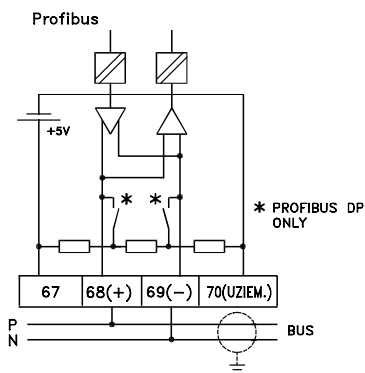 Profibus
+5V
* *
* PROFIBUS DP
ONLY
67 68(+) 69(-) 70(UZIEM.)
P
N
BUS